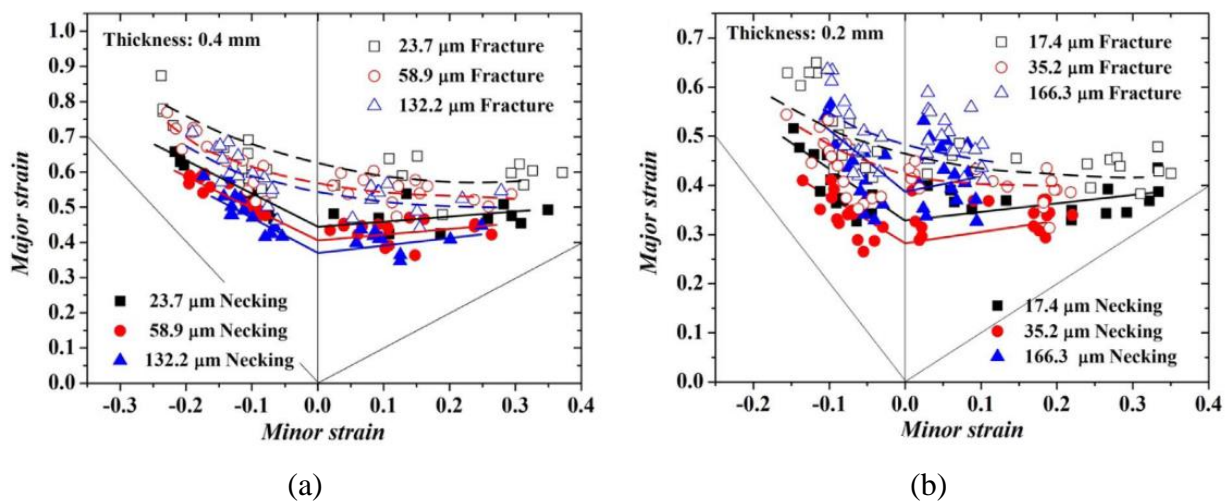 (a)
Thickness: 0.4 mm
23.7 μm Fracture
58.9 μm Fracture
132.2 μm Fracture
23.7 μm Necking
58.9 μm Necking
132.2 μm Necking
Major strain
1.0
0.9
0.8
0.7
0.6
0.5
0.4
0.3
0.2
0.1
0.0
-0.3 -0.2 -0.1 0.0 0.1 0.2 0.3 0.4
Minor strain
(a)
(b)
Thickness: 0.2 mm
17.4 μm Fracture
35.2 μm Fracture
166.3 μm Fracture
17.4 μm Necking
35.2 μm Necking
166.3 μm Necking
Major strain
0.7
0.6
0.5
0.4
0.3
0.2
0.1
0.0
-0.2 -0.1 0.0 0.1 0.2 0.3 0.4
Minor strain
(b)